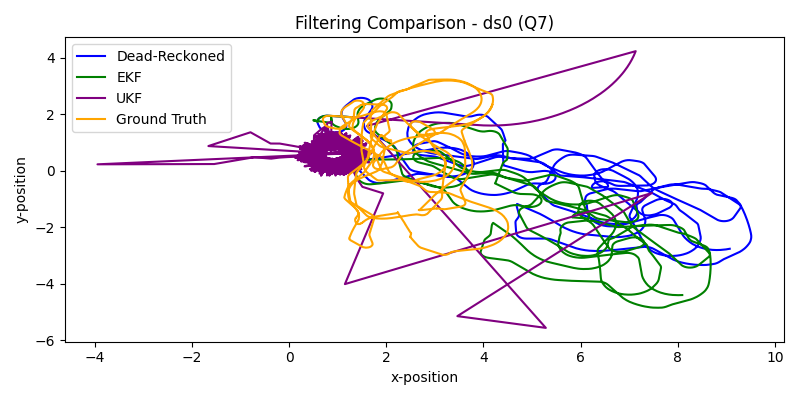 Filtering Comparison - ds0 (Q7)
Dead-Reckoned
EKF
UKF
Ground Truth
y-position
4
2
0
−2
−4
−6
−4
−2
0
2
4
6
8
10
x-position